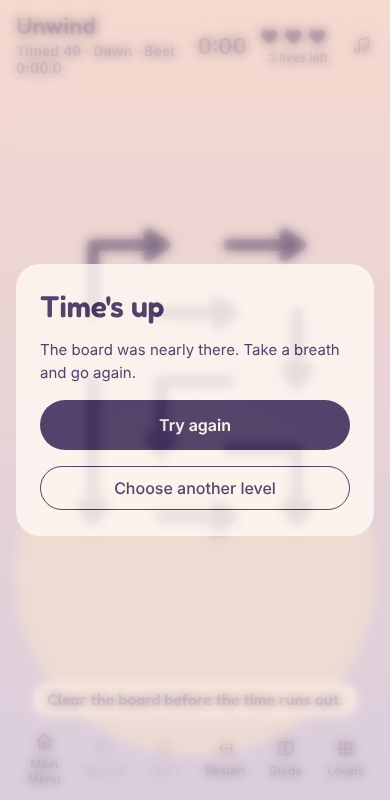 Unwind
Timed 49 · Dawn · Best
0:00.0
0:00
3 lives left
Time's up
The board was nearly there. Take a breath
and go again.
Try again
Choose another level
Clear the board before the time runs out.
Main
Menu
Restart
Guide
Levels